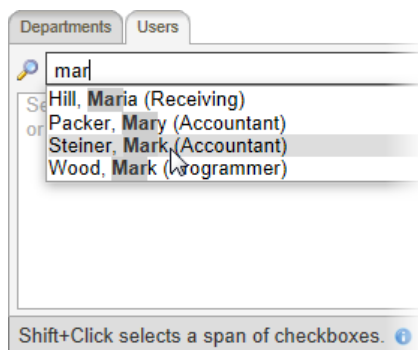 Departments Users
mar
Hill, Maria (Receiving)
Packer, Mary (Accountant)
Steiner, Mark (Accountant)
Wood, Mark (Programmer)
or
Shift+Click selects a span of checkboxes.